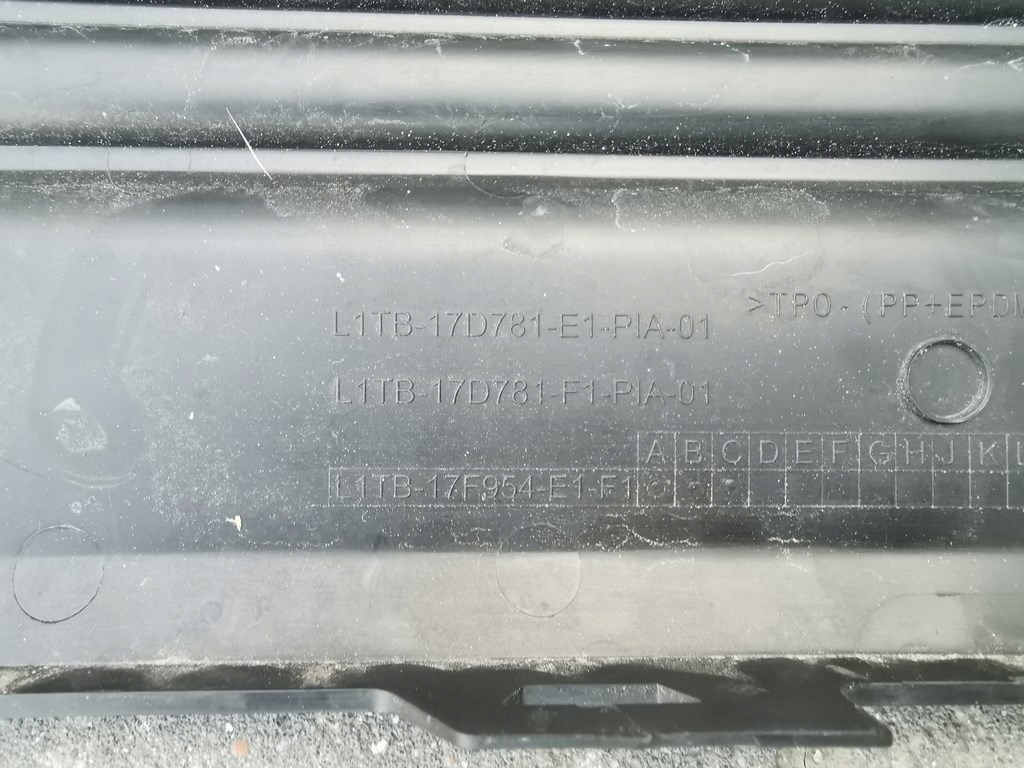 >TPO-(PP+EPDM
L1TB-17D781-E1-PIA-01
L1TB-17D781-F1-PIA-01
A B C D E F G H J K L
L1TB-17F954-E1-F1